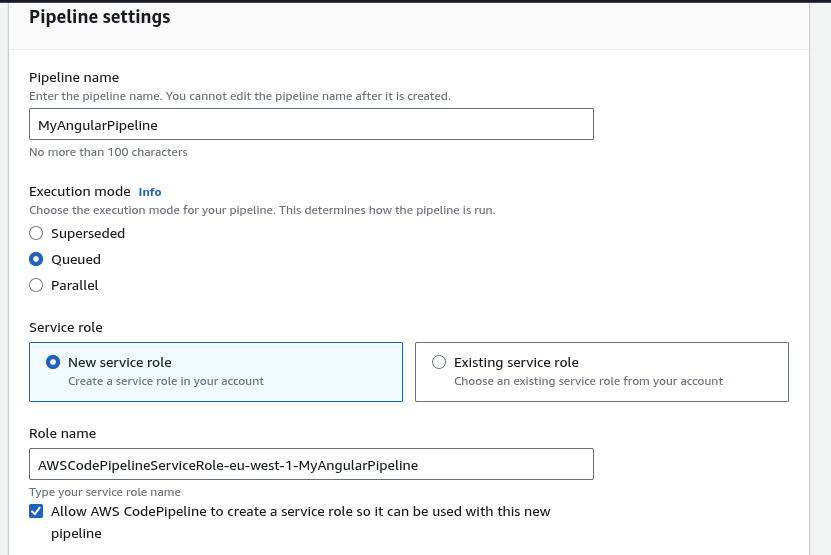 Pipeline settings
Pipeline name
Enter the pipeline name. You cannot edit the pipeline name after it is created.
MyAngularPipeline
No more than 100 characters
Execution mode Info
Choose the execution mode for your pipeline. This determines how the pipeline is run.
Superseded
Queued
Parallel
Service role
New service role
Create a service role in your account
Existing service role
Choose an existing service role from your account
Role name
AWSCodePipelineServiceRole-eu-west-1-MyAngularPipeline
Type your service role name
Allow AWS CodePipeline to create a service role so it can be used with this new
pipeline